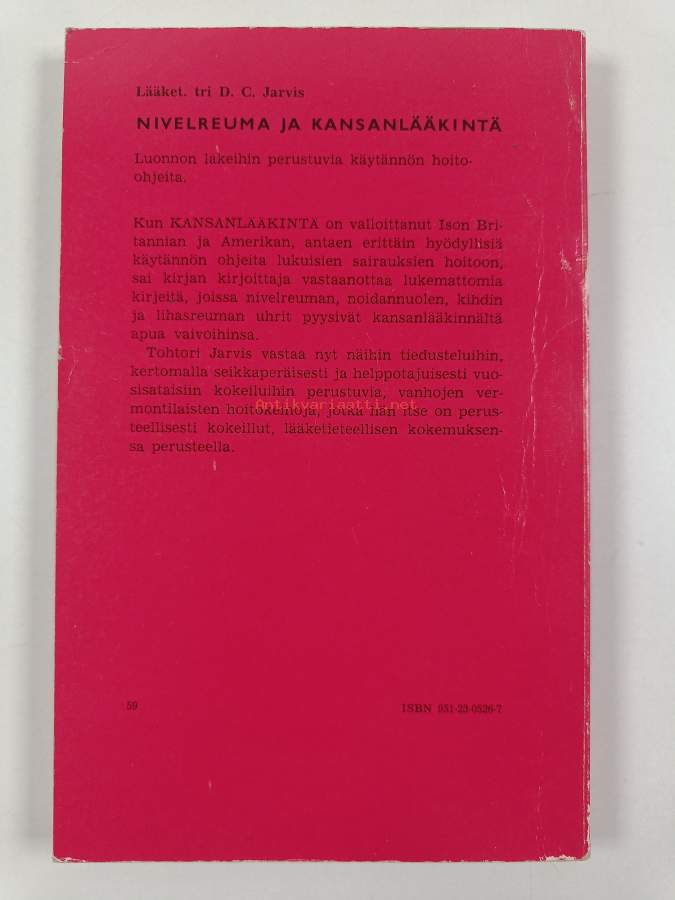 Lääket. tri D. C. Jarvis
NIVELREUMA JA KANSANLÄÄKINTÄ
Luonnon lakeihin perustuvia käytännön hoito-
ohjeita.
Kun KANSANLÄÄKINTÄ on valloittanut Ison Bri-
tannian ja Amerikan, antaen erittäin hyödyllisiä
käytännön ohjeita lukuisien sairauksien hoitoon,
sai kirjan kirjoittaja vastaanottaa lukemattomia
kirjeitä, joissa nivelreuman, noidannuolen, kihdin
ja lihasreuman uhrit pyysivät kansanlääkinnältä
apua vaivoihinsa.
Tohtori Jarvis vastaa nyt näihin tiedusteluihin,
kertomalla seikkaperäisesti ja helppotajuisesti vuo-
sisataisiin kokeiluihin perustuvia, vanhojen ver-
Antikvariaatti.net
montilaisten hoitokeinoja, jotka hän itse on perus-
teellisesti kokeillut, lääketieteellisen kokemuksen-
sa perusteella.
59
ISBN 951-23-0526-7